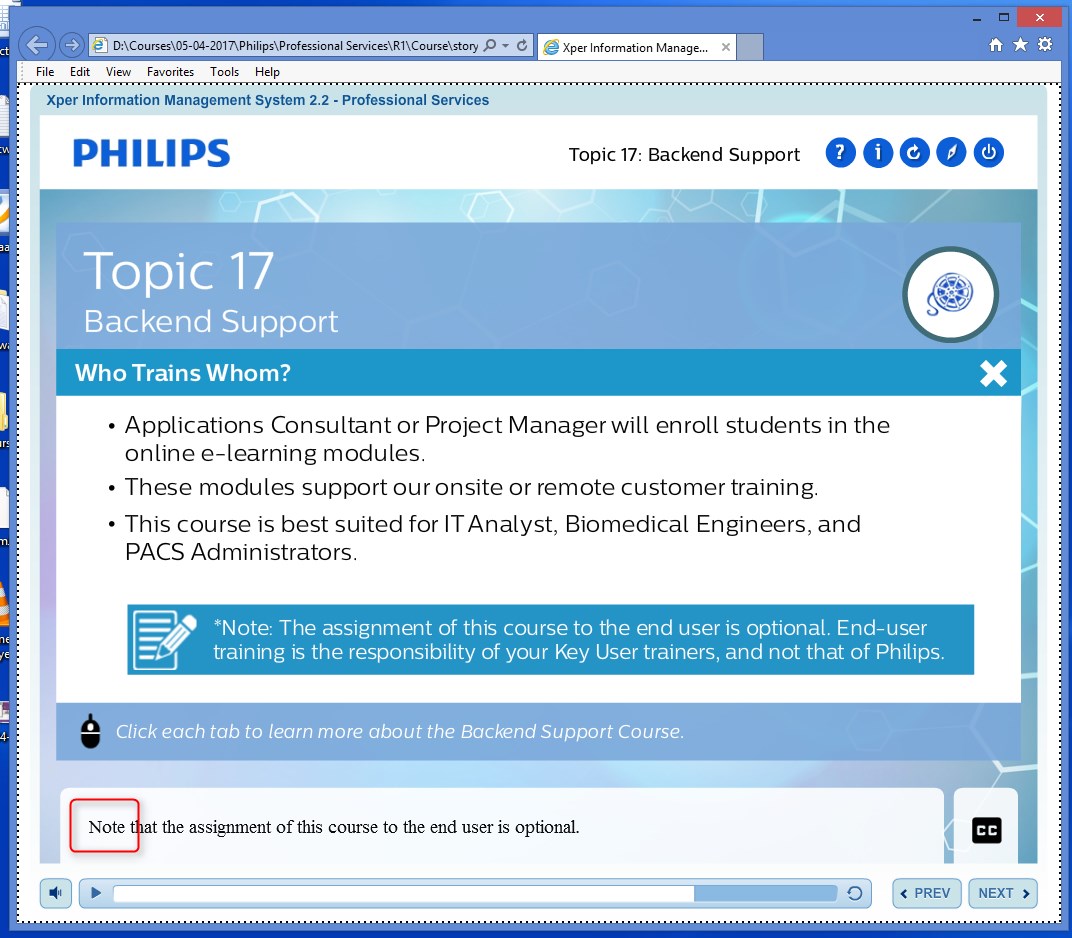 D:\Courses\05-04-2017\Philips\Professional Services\R1\Course\story
Xper Information Manage...
File Edit View Favorites Tools Help
Xper Information Management System 2.2 - Professional Services
PHILIPS
Topic 17: Backend Support
? i
Topic 17
Backend Support
Who Trains Whom?
• Applications Consultant or Project Manager will enroll students in the
online e-learning modules.
• These modules support our onsite or remote customer training.
• This course is best suited for IT Analyst, Biomedical Engineers, and
PACS Administrators.
*Note: The assignment of this course to the end user is optional. End-user
training is the responsibility of your Key User trainers, and not that of Philips.
Click each tab to learn more about the Backend Support Course.
Note that the assignment of this course to the end user is optional.
CC
PREV
NEXT